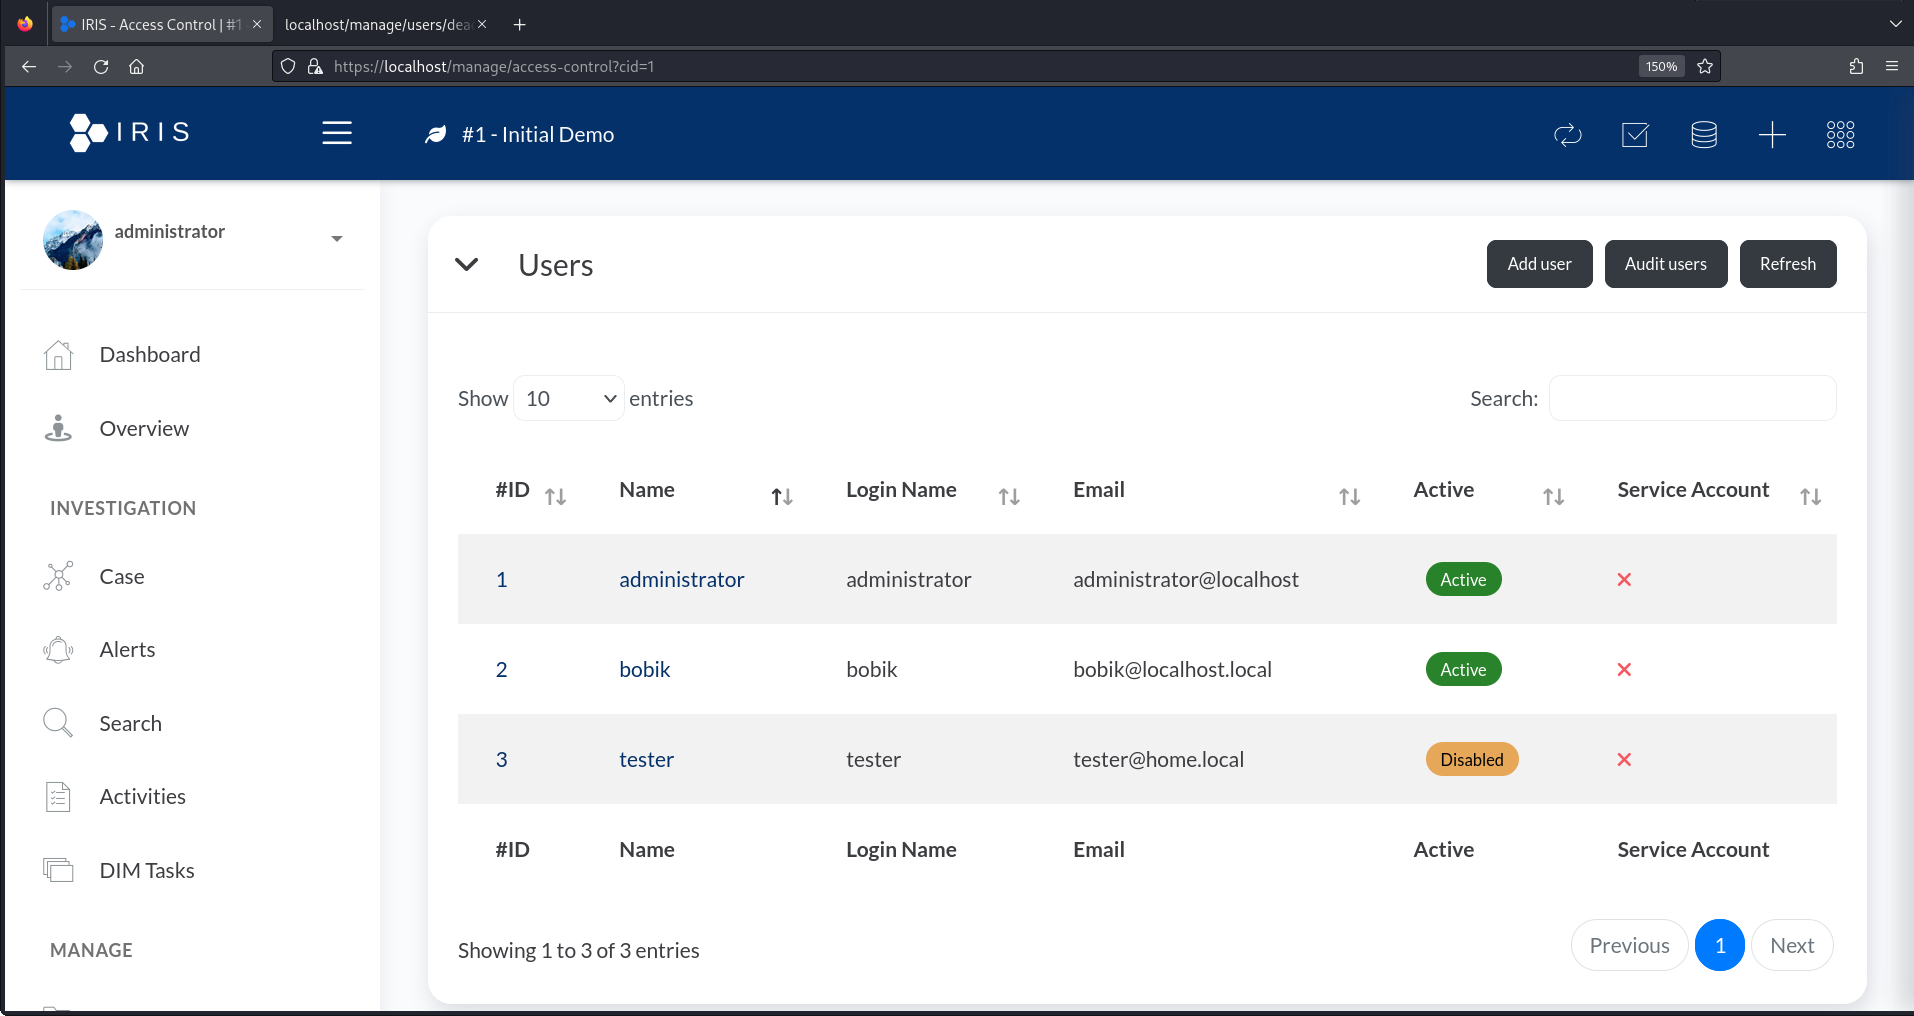 IRIS - Access Control | #1
localhost/manage/users/dea
https://localhost/manage/access-control?cid=1
150%
IRIS
#1 - Initial Demo
administrator
Dashboard
Overview
INVESTIGATION
Case
Alerts
Search
Activities
DIM Tasks
MANAGE
Users
Add user
Audit users
Refresh
Show 10 entries
Search:
#ID Name Login Name Email Active Service Account
1 administrator administrator administrator@localhost Active
2 bobik bobik bobik@localhost.local Active
3 tester tester tester@home.local Disabled
#ID Name Login Name Email Active Service Account
Showing 1 to 3 of 3 entries
Previous 1 Next